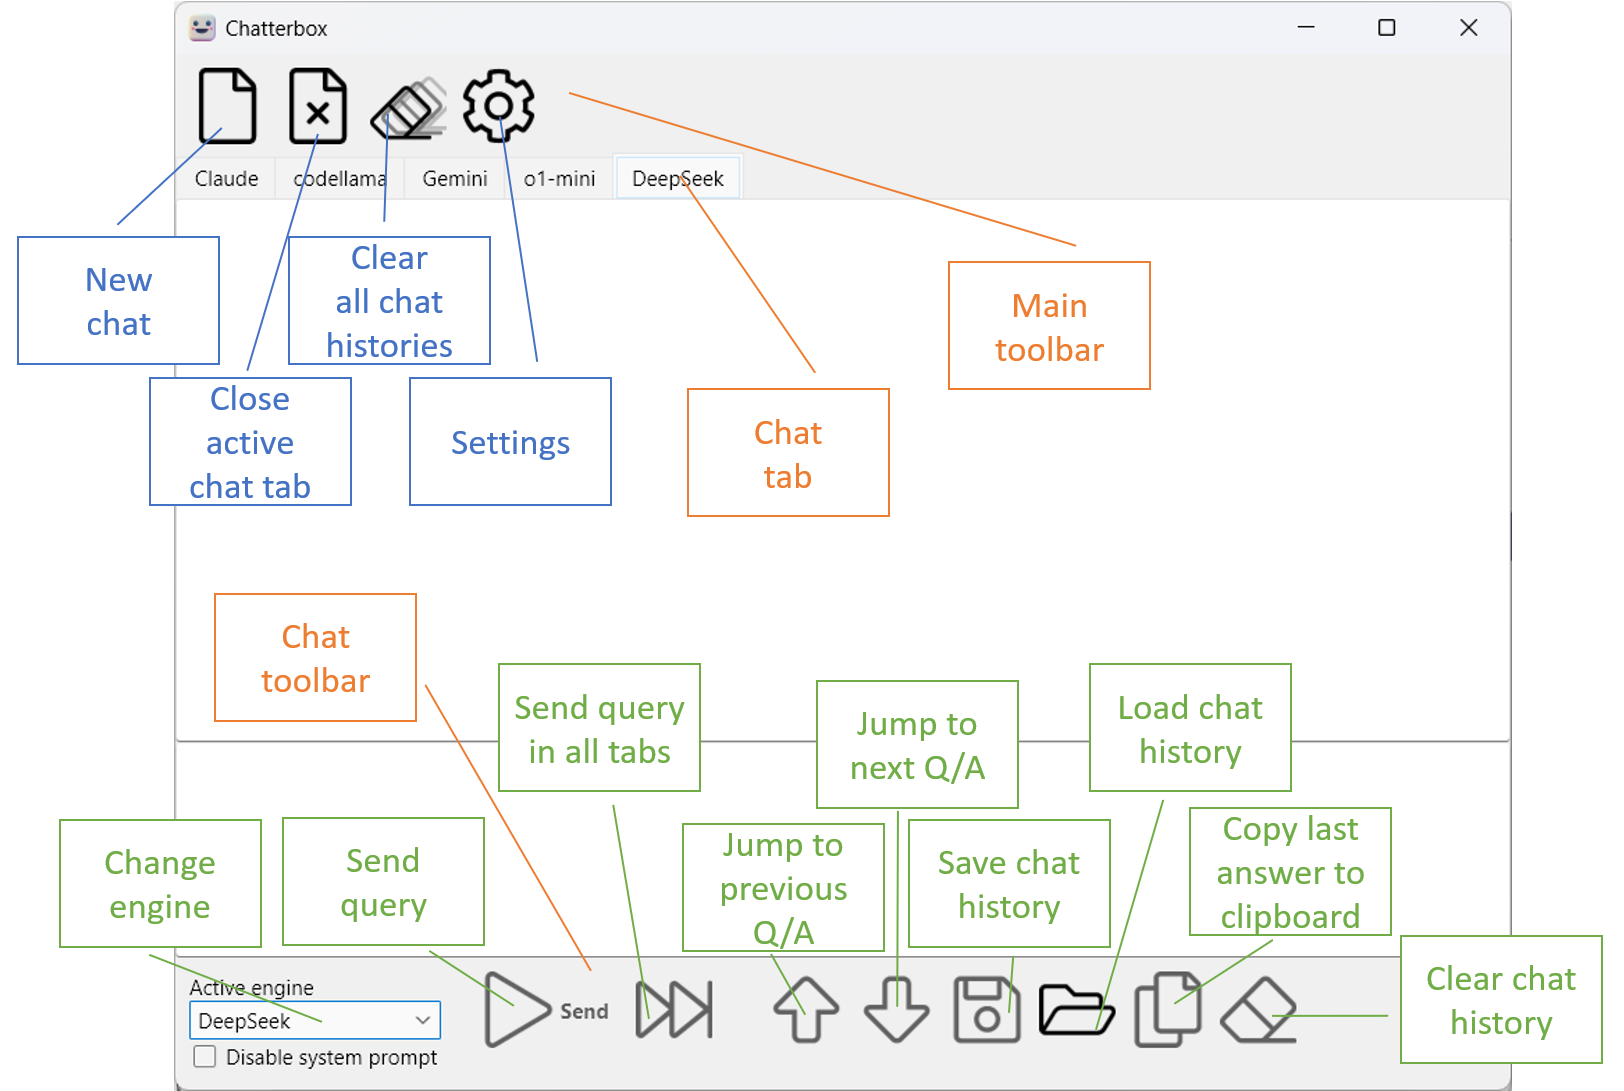 Chatterbox
Claude
codellama
Gemini
o1-mini
DeepSeek
New
chat
Clear
all chat
histories
Main
toolbar
Close
active
chat tab
Settings
Chat
tab
Chat
toolbar
Send query
in all tabs
Jump to
next Q/A
Load chat
history
Change
engine
Send
query
Jump to
previous
Q/A
Save chat
history
Copy last
answer to
clipboard
Clear chat
history
Active engine
DeepSeek
Send
Disable system prompt